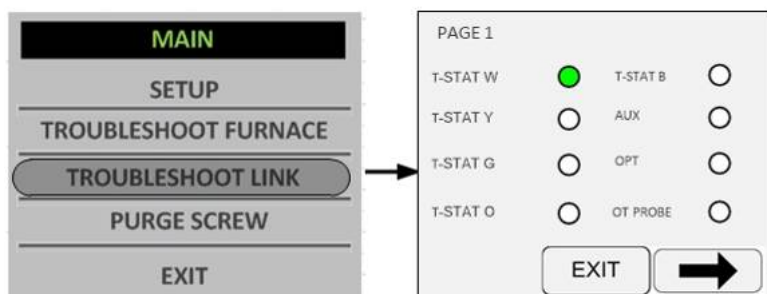 MAIN
SETUP
TROUBLESHOOT FURNACE
TROUBLESHOOT LINK
PURGE SCREW
EXIT
PAGE 1
T-STAT W T-STAT B
T-STAT Y AUX
T-STAT G OPT
T-STAT O OT PROBE
EXIT